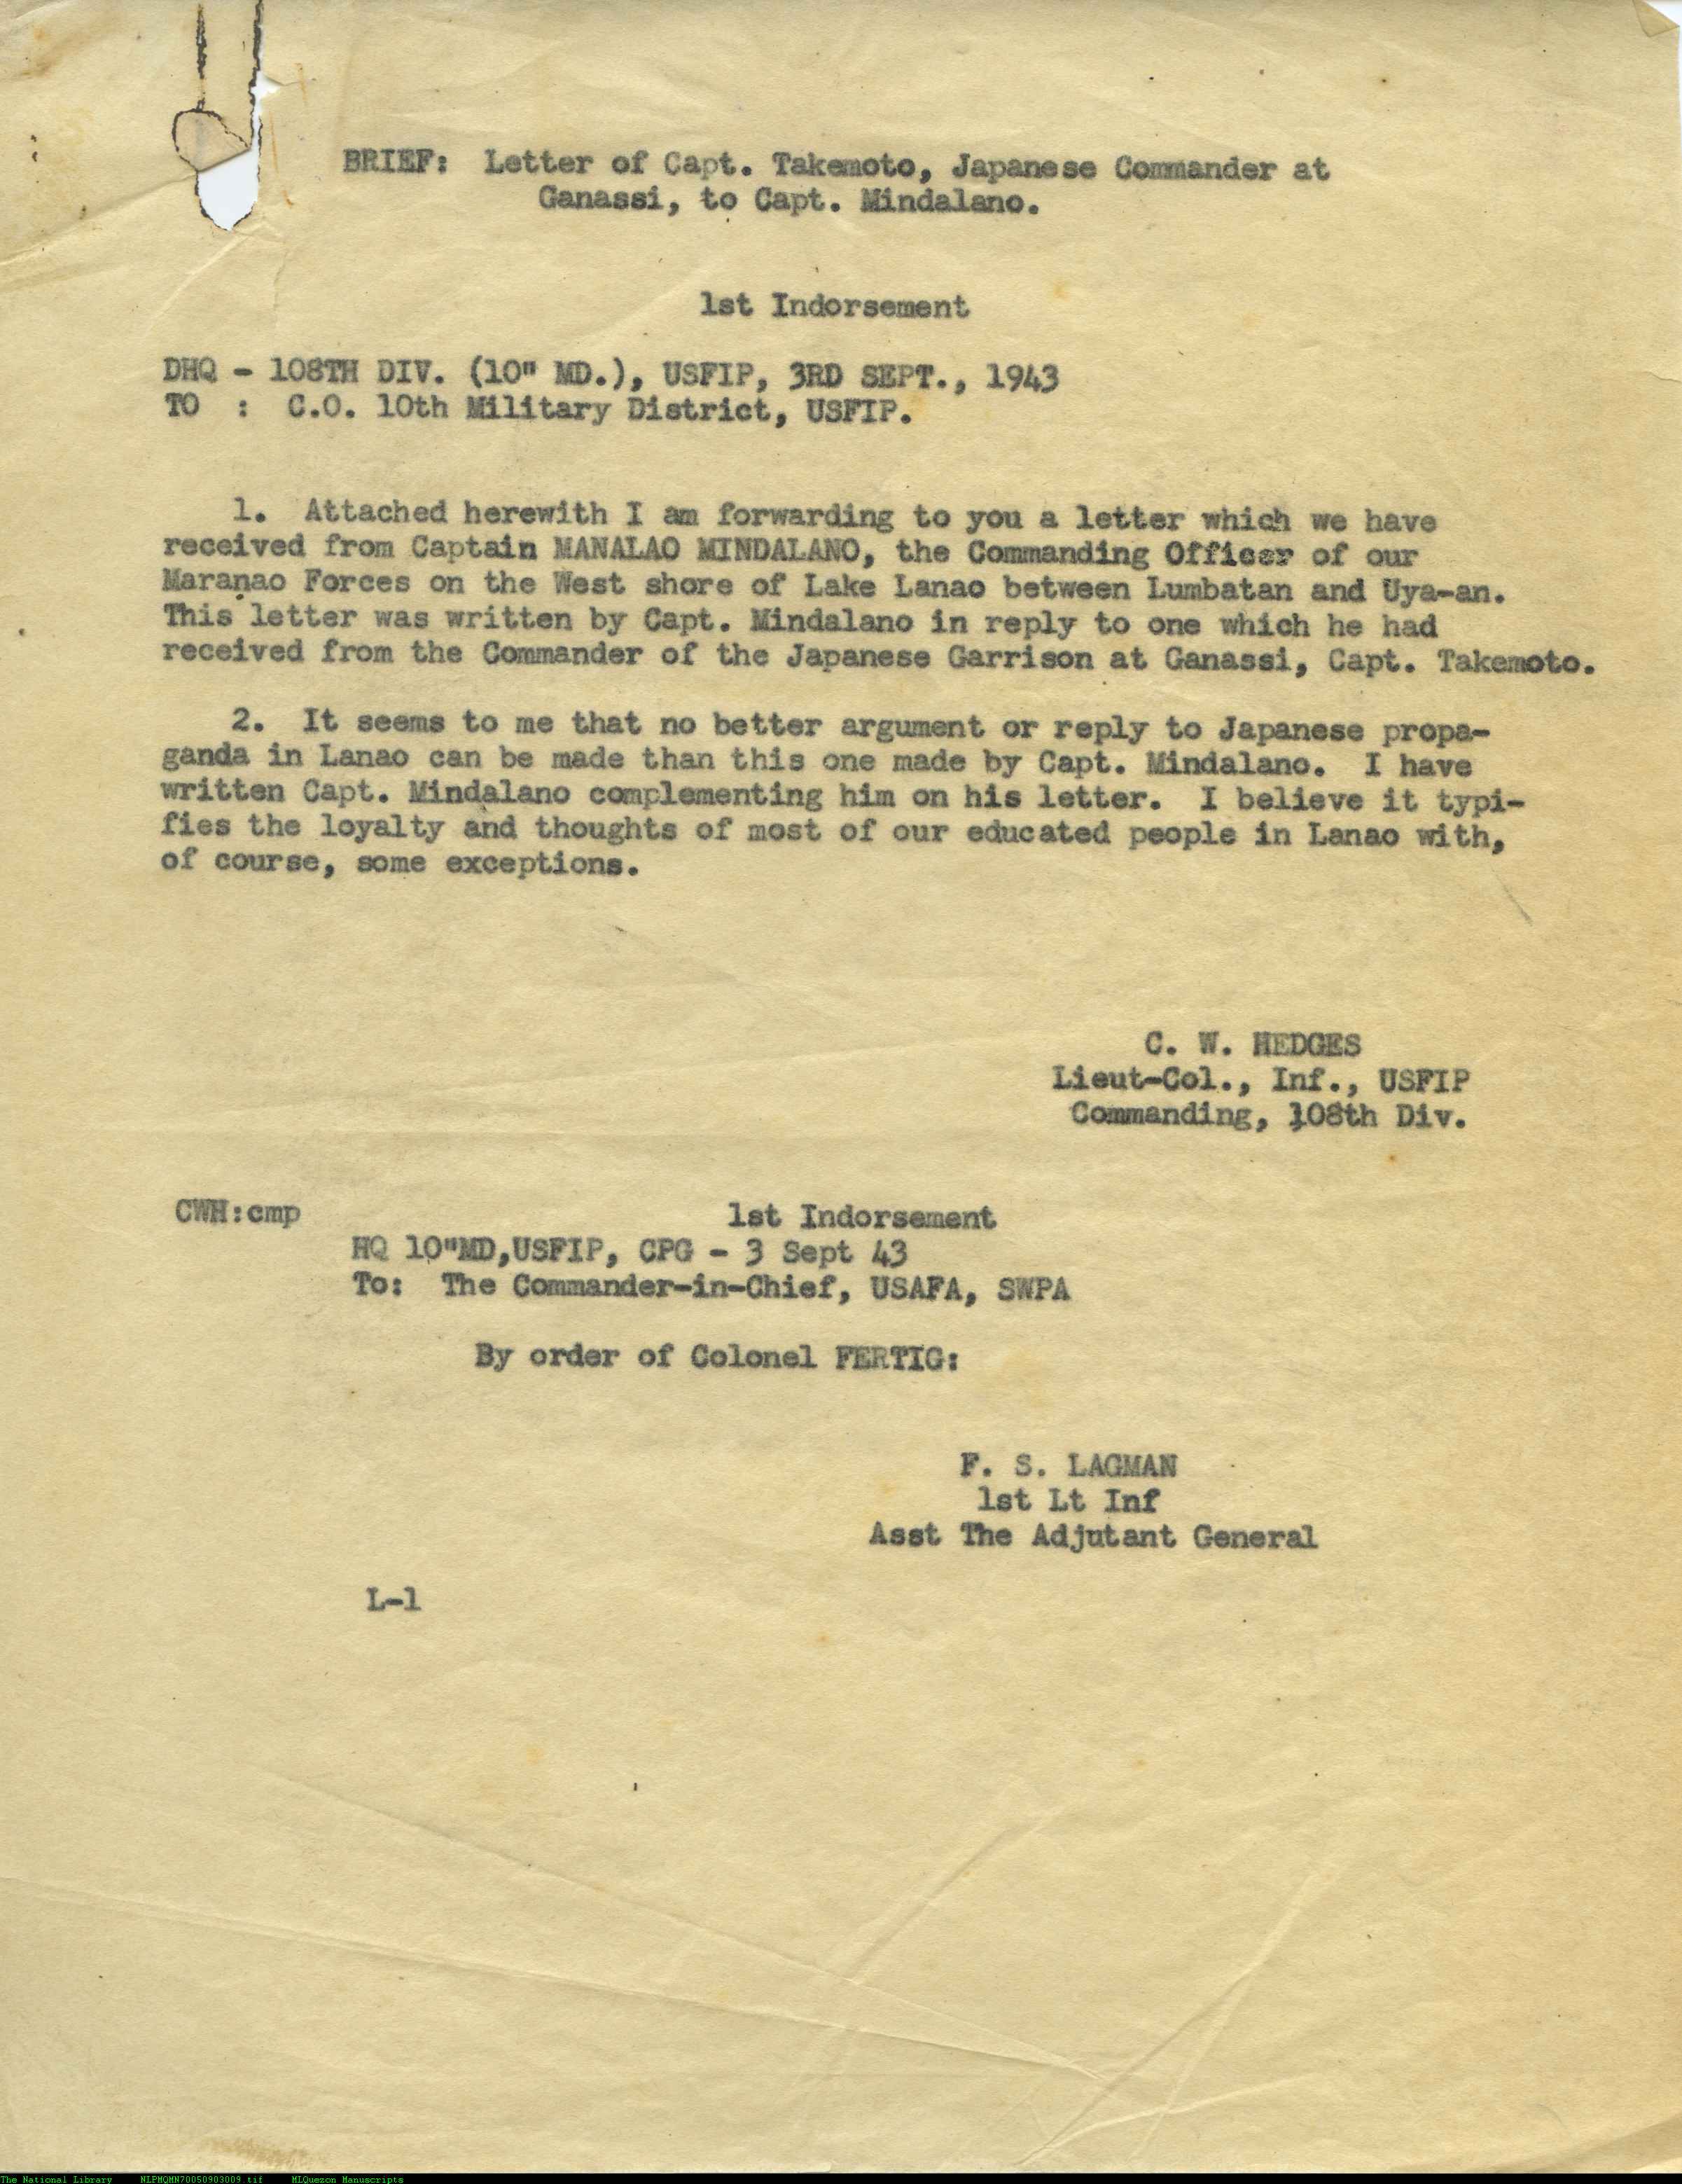 BRIEF: Letter of Capt. Takemoto, Japanese Commander at
Ganassi, to Capt. Mindalano.
1st Indorsement
DHQ - 108TH DIV. (10" MD.), USFIP, 3RD SEPT., 1943
TO : C.O. 10th Military District, USFIP.
1. Attached herewith I am forwarding to you a letter which we have
received from Captain MANALAO MINDALANO, the Commanding Officer of our
Maranao Forces on the West shore of Lake Lanao between Lumbatan and Uya-an.
This letter was written by Capt. Mindalano in reply to one which he had
received from the Commander of the Japanese Garrison at Ganassi, Capt. Takemoto.
2. It seems to me that no better argument or reply to Japanese propa-
ganda in Lanao can be made than this one made by Capt. Mindalano. I have
written Capt. Mindalano complementing him on his letter. I believe it typi-
fies the loyalty and thoughts of most of our educated people in Lanao with,
of course, some exceptions.
C. W. HEDGES
Lieut-Col., Inf., USFIP
Commanding, 108th Div.
CWH:cmp 1st Indorsement
HQ 10"MD,USFIP, CPG - 3 Sept 43
To: The Commander-in-Chief, USAFA, SWPA
By order of Colonel FERTIG:
F. S. LAGMAN
1st Lt Inf
Asst The Adjutant General
L-1
The National Library NLPMQMN70050903009.tif MLQuezon Manuscripts